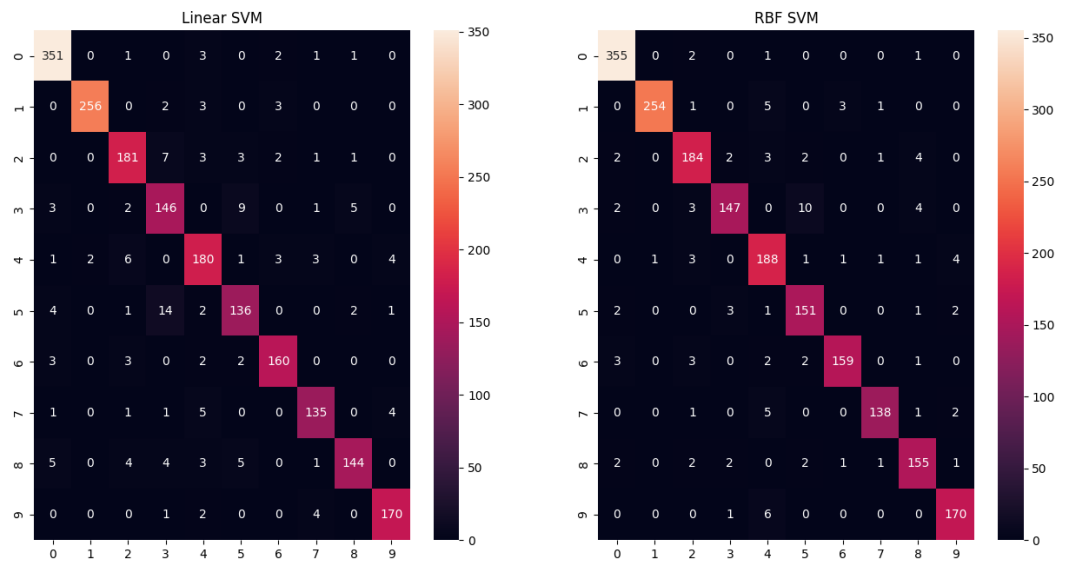 Linear SVM
0 351 0 1 0 3 0 2 1 1 0
1 0 256 0 2 3 0 3 0 0 0
2 0 0 181 7 3 3 2 1 1 0
3 3 0 2 146 0 9 0 1 5 0
4 1 2 6 0 180 1 3 3 0 4
5 4 0 1 14 2 136 0 0 2 1
6 3 0 3 0 2 2 160 0 0 0
7 1 0 1 1 5 0 0 135 0 4
8 5 0 4 4 3 5 0 1 144 0
9 0 0 0 1 2 0 0 4 0 170
0 1 2 3 4 5 6 7 8 9
350
300
250
200
150
100
50
0
RBF SVM
0 355 0 2 0 1 0 0 0 1 0
1 0 254 1 0 5 0 3 1 0 0
2 2 0 184 2 3 2 0 1 4 0
3 2 0 3 147 0 10 0 0 4 0
4 0 1 3 0 188 1 1 1 1 4
5 2 0 0 3 1 151 0 0 1 2
6 3 0 3 0 2 2 159 0 1 0
7 0 0 1 0 5 0 0 138 1 2
8 2 0 2 2 0 2 1 1 155 1
9 0 0 0 1 6 0 0 0 0 170
0 1 2 3 4 5 6 7 8 9
350
300
250
200
150
100
50
0